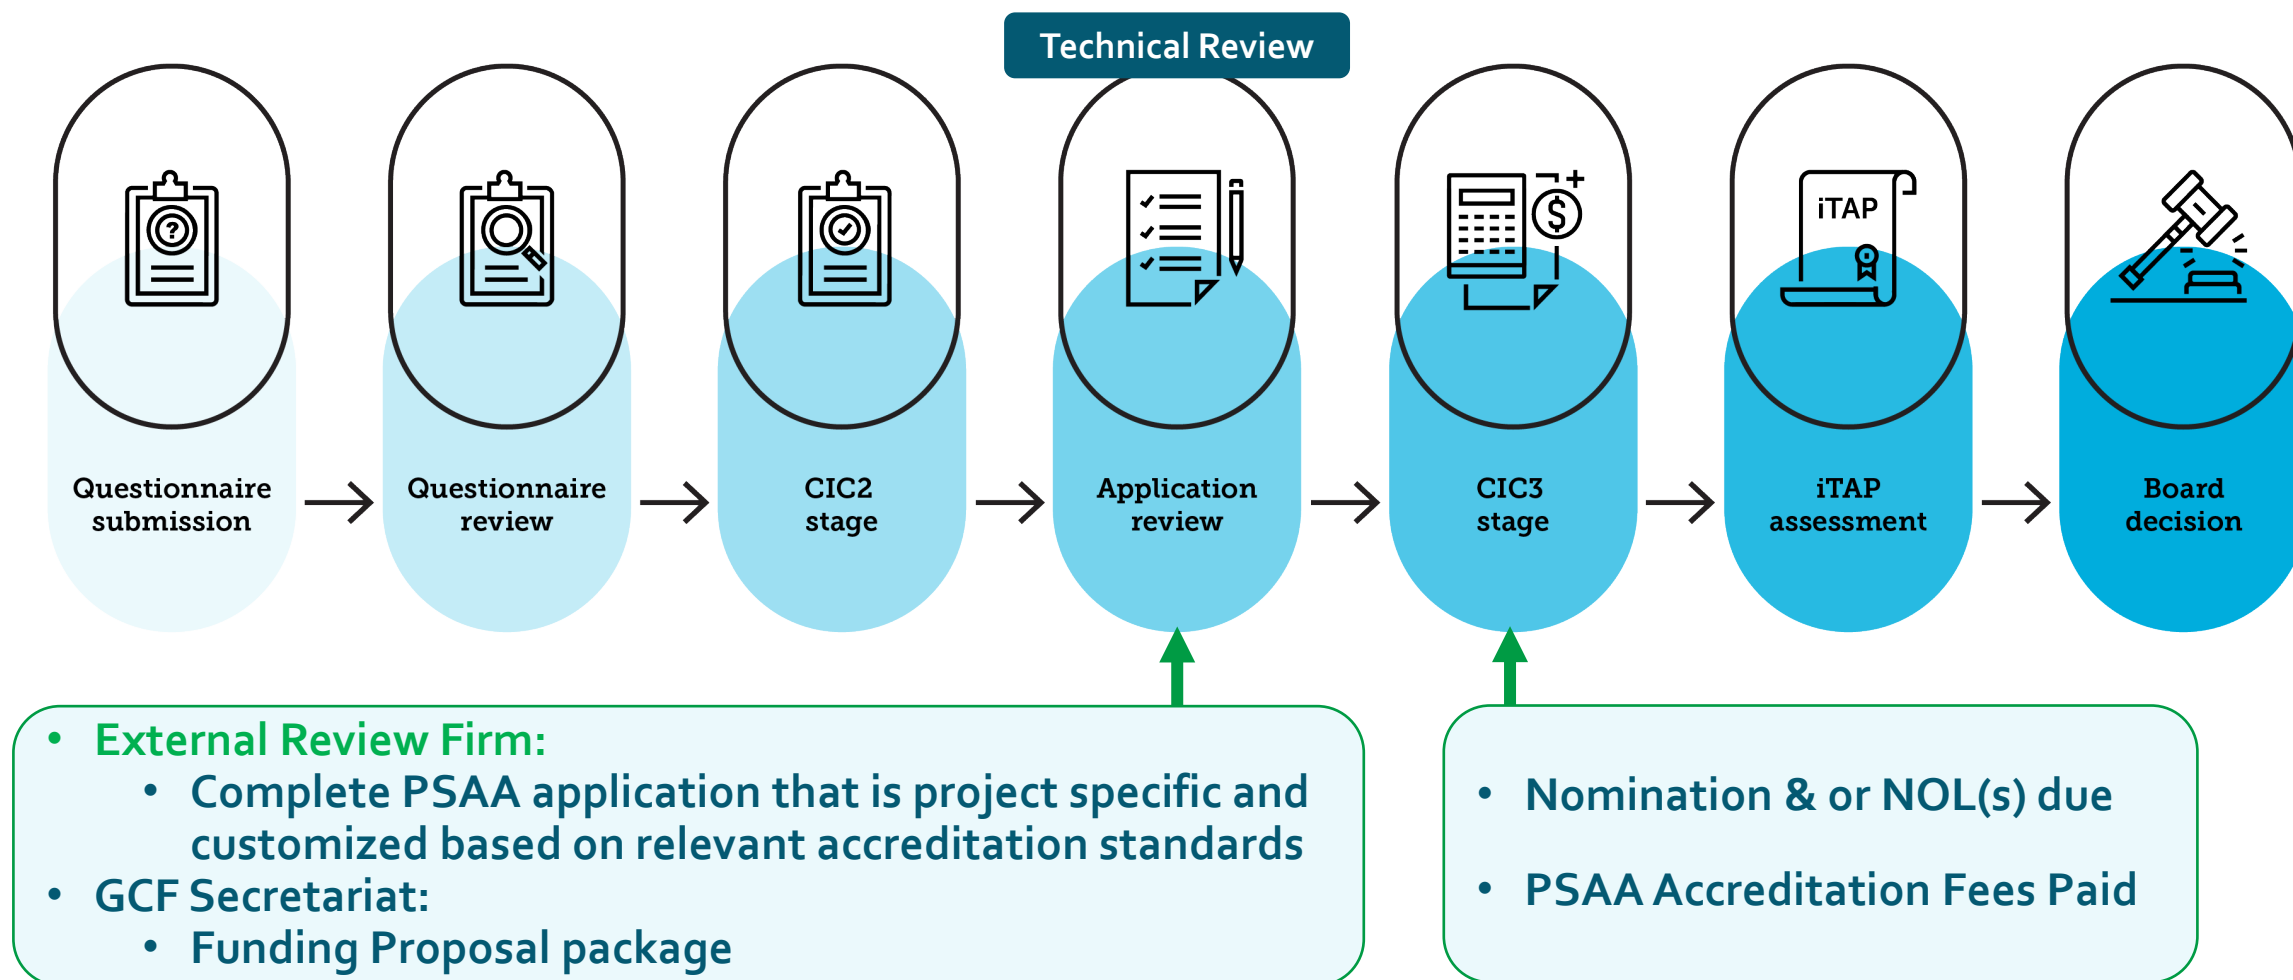 Technical Review
?
$
iTAP
Questionnaire
submission
Questionnaire
review
CIC2
stage
Application
review
CIC3
stage
iTAP
assessment
Board
decision
• External Review Firm:
• Complete PSAA application that is project specific and
customized based on relevant accreditation standards
• GCF Secretariat:
• Funding Proposal package
• Nomination & or NOL(s) due
• PSAA Accreditation Fees Paid